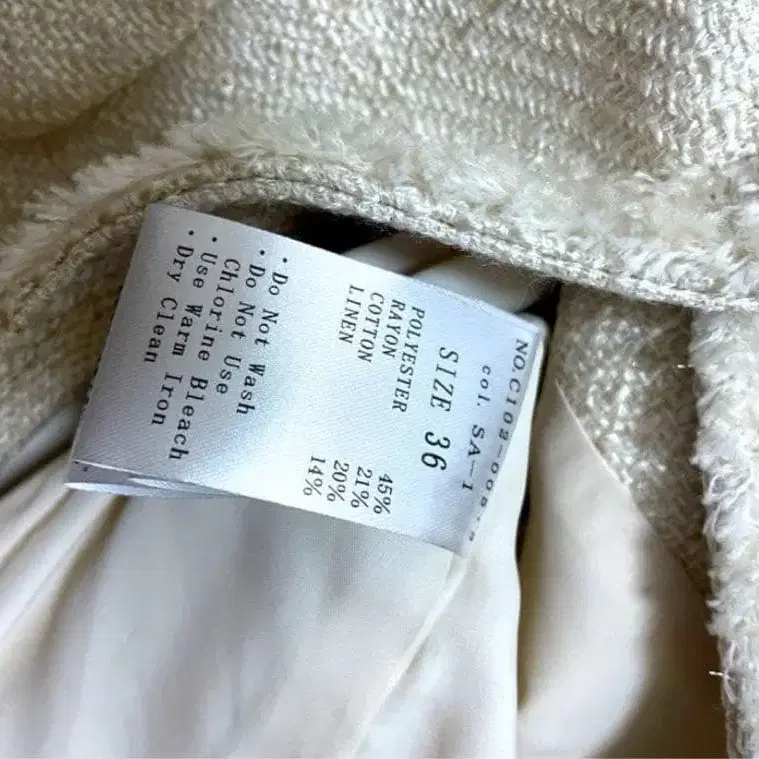 col. SA-1
SIZE 36
POLYESTER 45%
RAYON 21%
COTTON 20%
LINEN 14%
・Do Not Wash
・Do Not Use
Chlorine Bleach
・Use Warm Iron
・Dry Clean